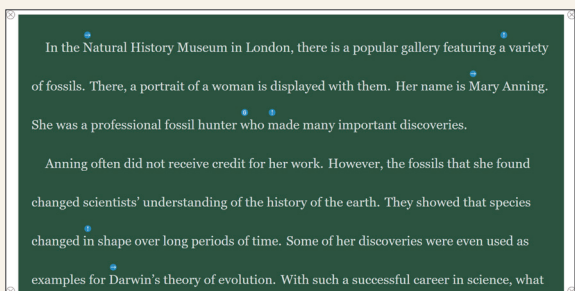 In the Natural History Museum in London, there is a popular gallery featuring a variety
of fossils. There, a portrait of a woman is displayed with them. Her name is Mary Anning.
She was a professional fossil hunter who made many important discoveries.
Anning often did not receive credit for her work. However, the fossils that she found
changed scientists' understanding of the history of the earth. They showed that species
changed in shape over long periods of time. Some of her discoveries were even used as
examples for Darwin's theory of evolution. With such a successful career in science, what